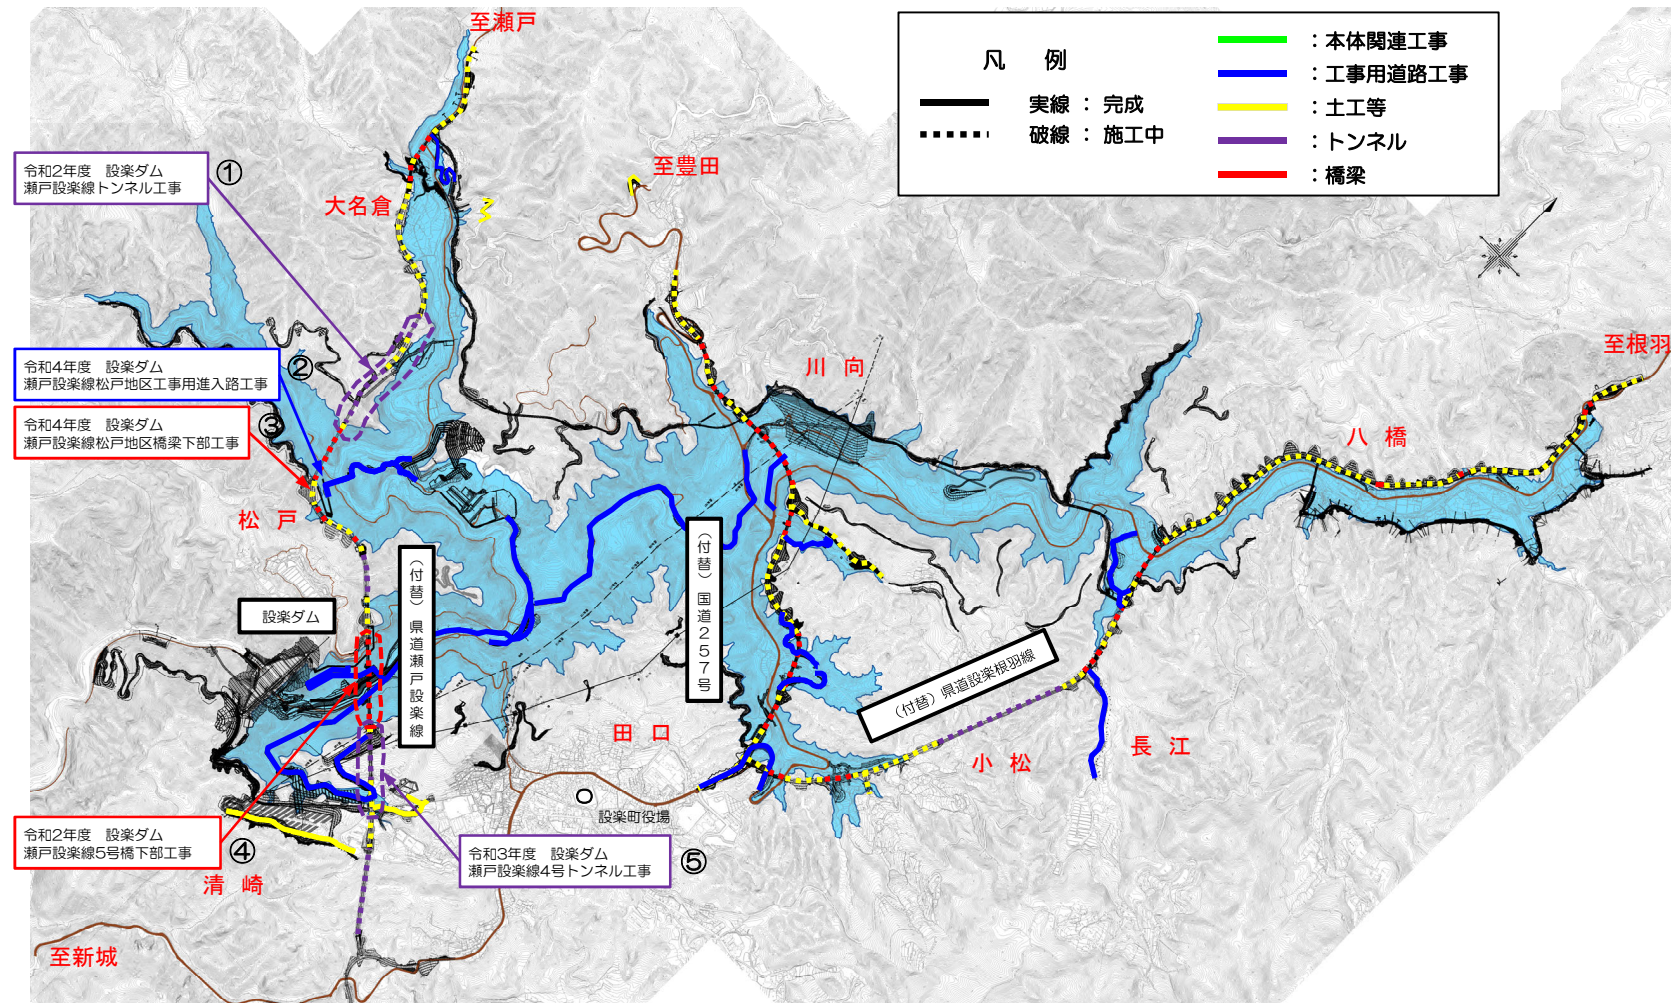 至瀬戸
凡 例
実線 : 完成
破線 : 施工中
: 本体関連工事
: 工事用道路工事
: 土工等
: トンネル
: 橋梁
令和2年度 設楽ダム
瀬戸設楽線トンネル工事
①
大名倉
至豊田
川向
至根羽
令和4年度 設楽ダム
瀬戸設楽線松戸地区工事用進入路工事
②
令和4年度 設楽ダム
瀬戸設楽線松戸地区橋梁下部工事
③
八橋
松戸
設楽ダム
(付替)県道瀬戸設楽線
(付替)国道257号
(付替)県道設楽根羽線
田口
小松
長江
設楽町役場
令和2年度 設楽ダム
瀬戸設楽線5号橋下部工事
④
清崎
令和3年度 設楽ダム
瀬戸設楽線4号トンネル工事
⑤
至新城